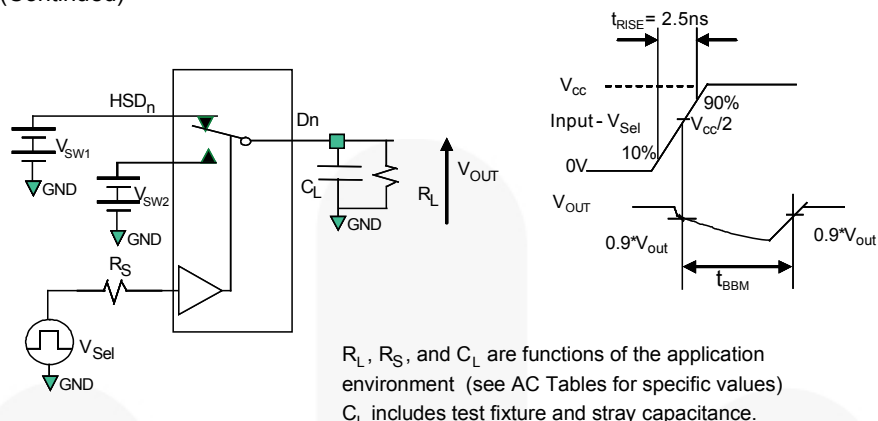 (Continued)
tRISE= 2.5ns
HSDn
Dn
VSW1
GND
VSW2
GND
CL
RL
VOUT
GND
RS
VSel
GND
Vcc
90%
Input - VSel
Vcc/2
10%
0V
VOUT
0.9*Vout
0.9*Vout
tBBM
RL, RS, and CL are functions of the application
environment (see AC Tables for specific values)
CL includes test fixture and stray capacitance.